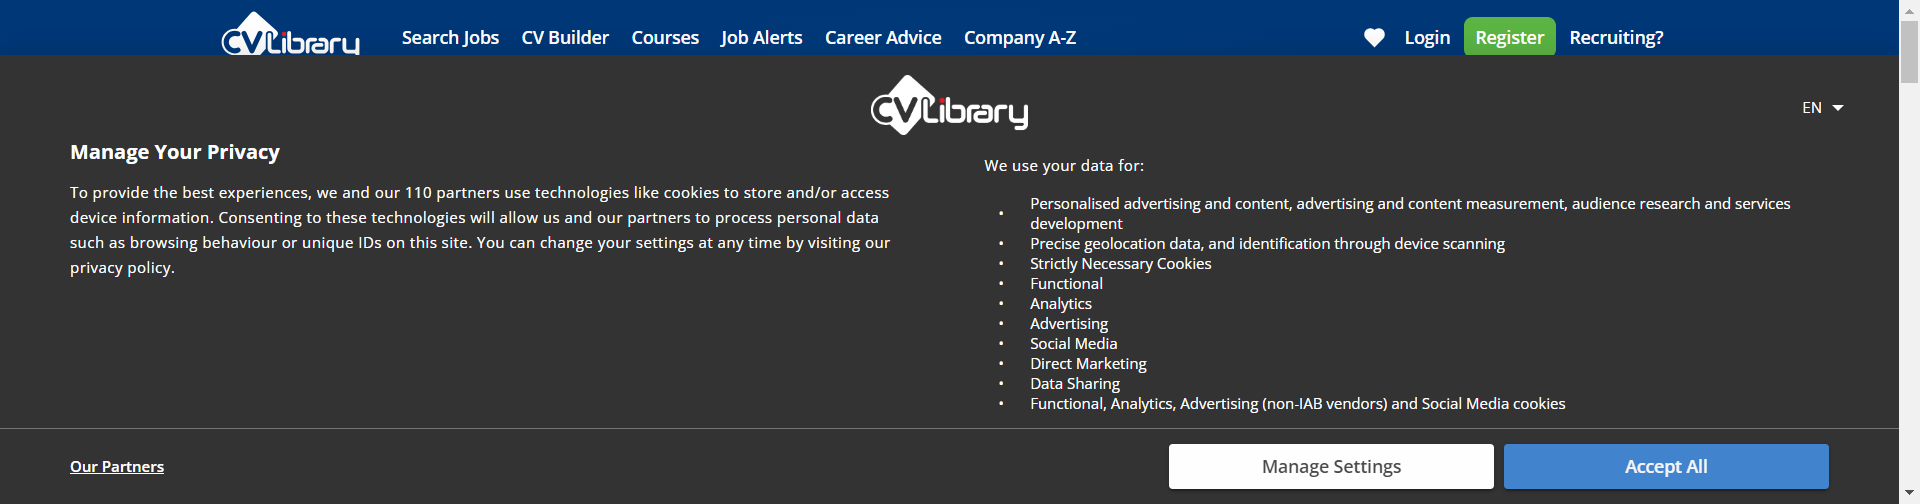 CVLibrary Search Jobs CV Builder Courses Job Alerts Career Advice Company A-Z Login Register Recruiting?
CVLibrary
EN
Manage Your Privacy
To provide the best experiences, we and our 110 partners use technologies like cookies to store and/or access
device information. Consenting to these technologies will allow us and our partners to process personal data
such as browsing behaviour or unique IDs on this site. You can change your settings at any time by visiting our
privacy policy.
We use your data for:
• Personalised advertising and content, advertising and content measurement, audience research and services
development
• Precise geolocation data, and identification through device scanning
• Strictly Necessary Cookies
• Functional
• Analytics
• Advertising
• Social Media
• Direct Marketing
• Data Sharing
• Functional, Analytics, Advertising (non-IAB vendors) and Social Media cookies
Our Partners
Manage Settings
Accept All